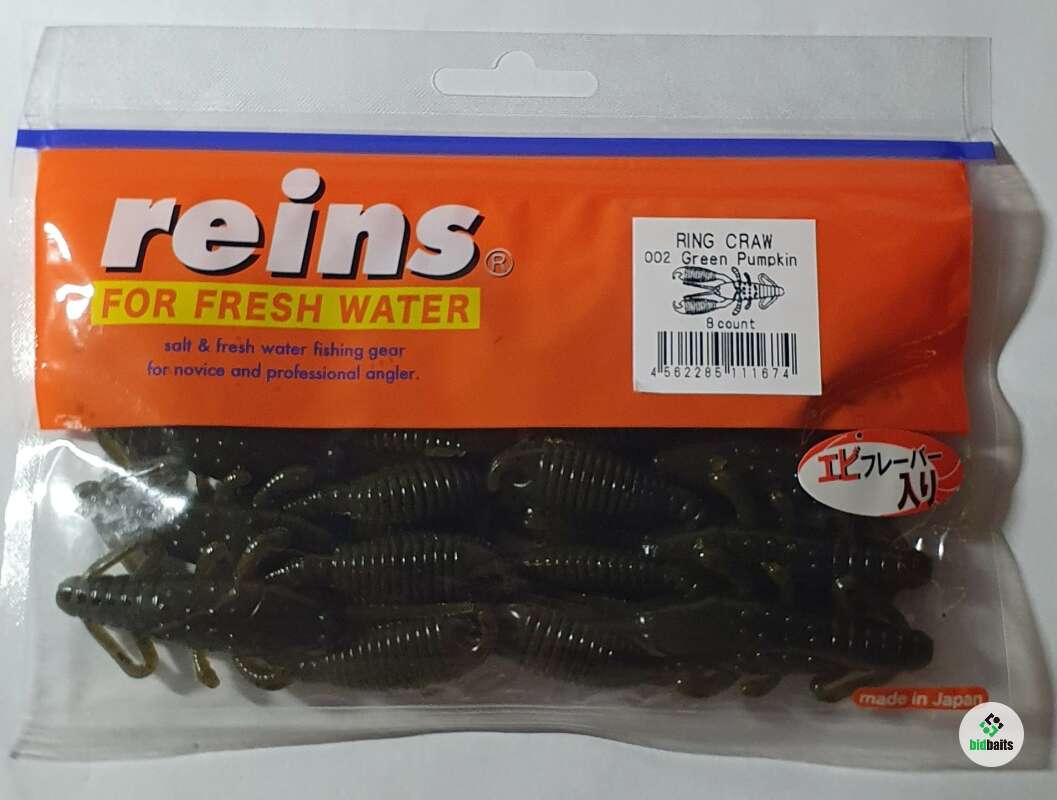 reins®
FOR FRESH WATER
salt & fresh water fishing gear
for novice and professional angler.
RING CRAW
002 Green Pumpkin
8 count
4 562285 111674
エビフレーバー
入り
made in Japan
bidbaits